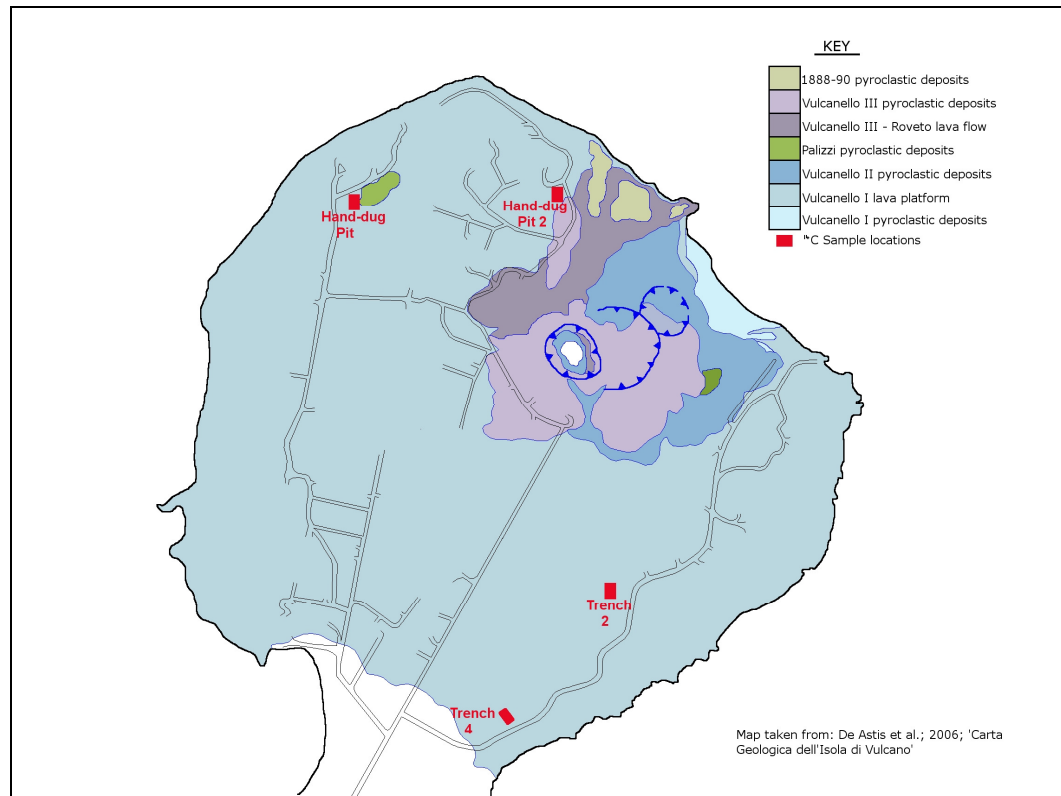 KEY
1888-90 pyroclastic deposits
Vulcanello III pyroclastic deposits
Vulcanello III - Roveto lava flow
Palizzi pyroclastic deposits
Vulcanello II pyroclastic deposits
Vulcanello I lava platform
Vulcanello I pyroclastic deposits
¹⁴C Sample locations
Hand-dug
Pit
Hand-dug
Pit 2
Trench
2
Trench
4
Map taken from: De Astis et al.; 2006; 'Carta
Geologica dell'Isola di Vulcano'